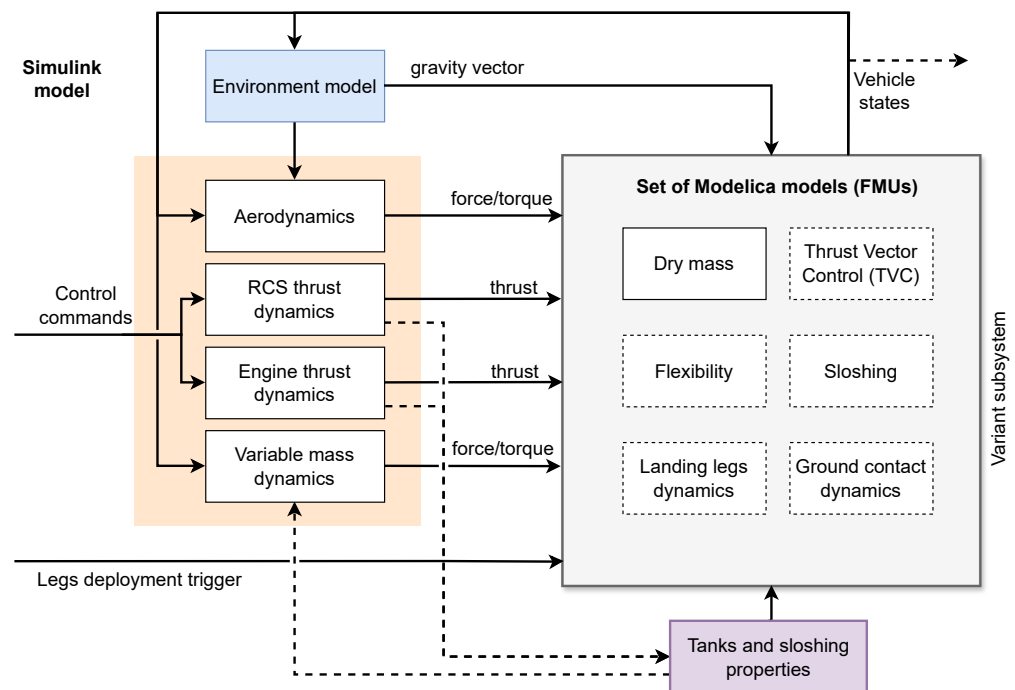 Simulink
model
Environment model
gravity vector
Vehicle
states
Set of Modelica models (FMUs)
Aerodynamics
force/torque
Dry mass
Thrust Vector
Control (TVC)
Control
commands
RCS thrust
dynamics
thrust
Engine thrust
dynamics
thrust
Flexibility
Sloshing
Variant subsystem
Variable mass
dynamics
force/torque
Landing legs
dynamics
Ground contact
dynamics
Legs deployment trigger
Tanks and sloshing
properties